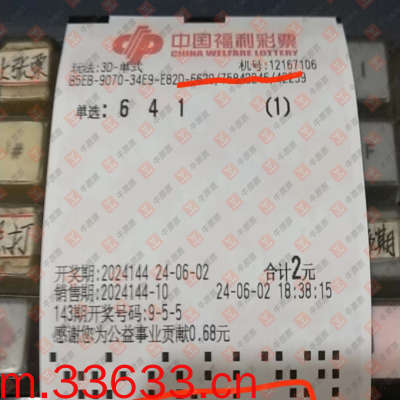 中国福利彩票
CHINA WELFARE LOTTERY
玩法:3D-单式
机号:12167106
单选: 6 4 1 (1)
开奖期:2024144 24-06-02 合计2元
销售期:2024144-10 24-06-02 18:38:15
143期开奖号码:9-5-5
感谢您为公益事业贡献0.68元
m.33633.cn